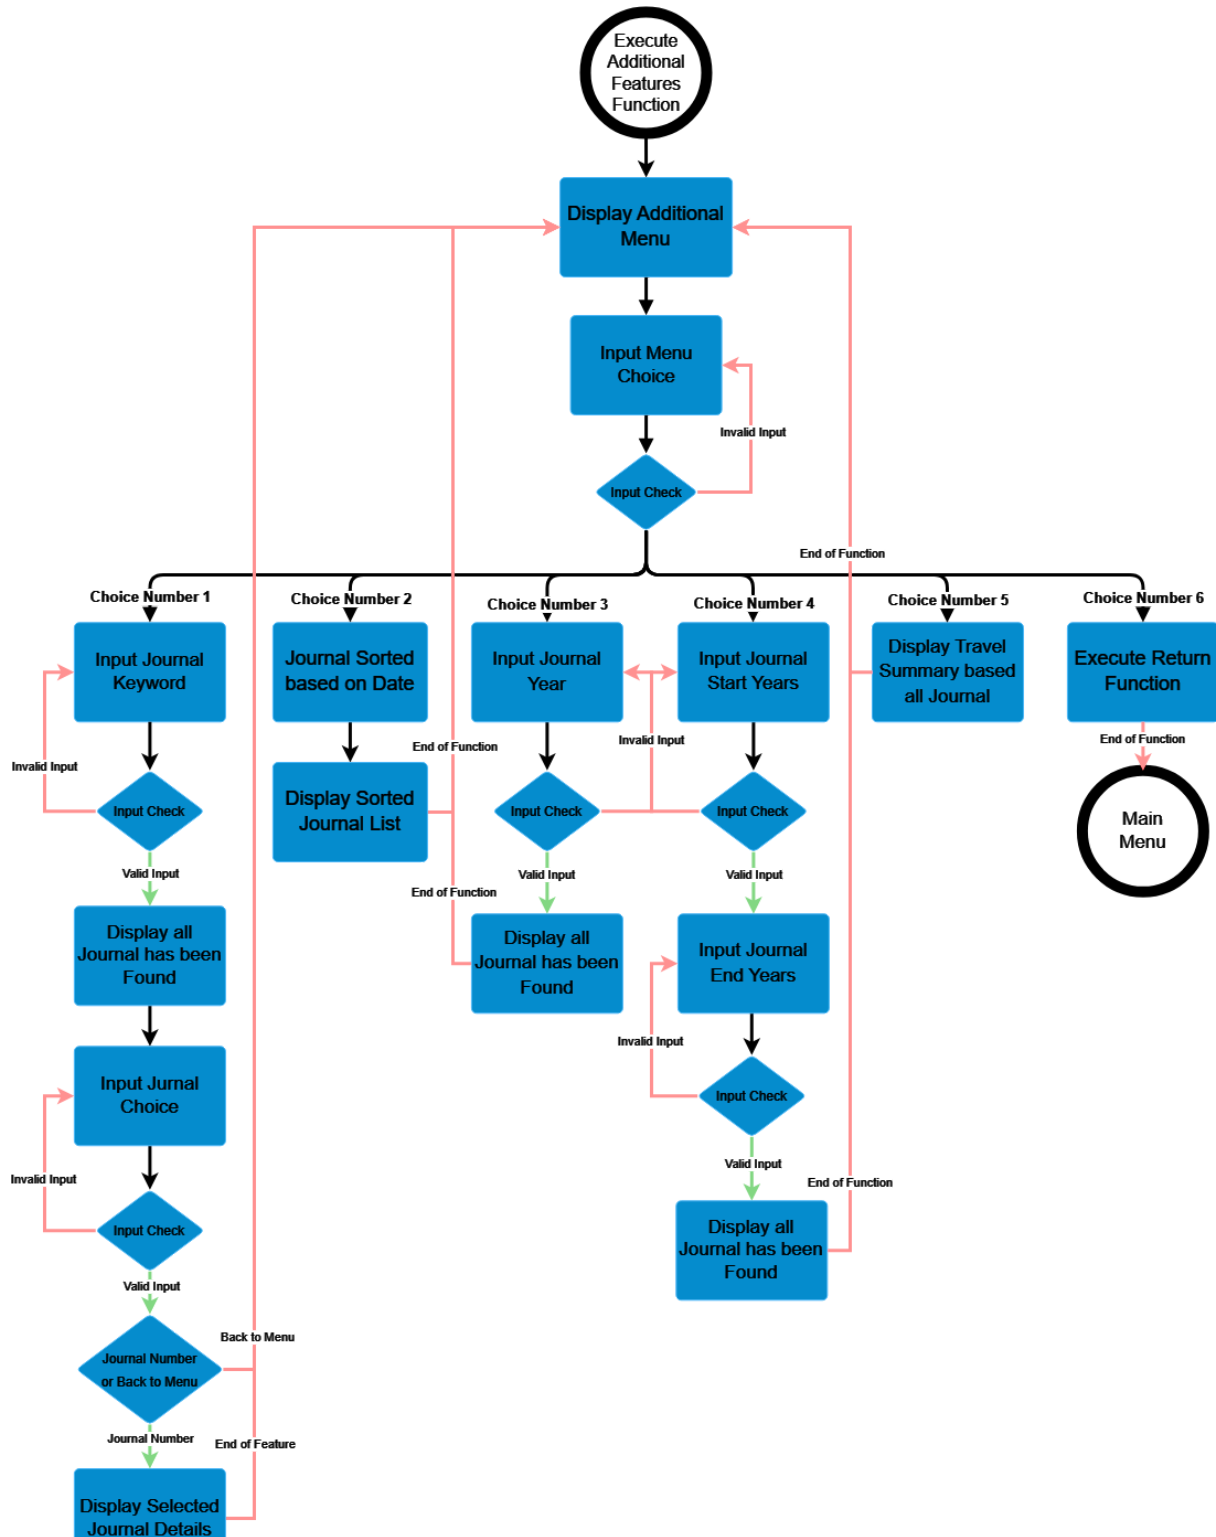 Execute
Additional
Features
Function
Display Additional
Menu
Input Menu
Choice
Invalid Input
Input Check
End of Function
Choice Number 1
Choice Number 2
Choice Number 3
Choice Number 4
Choice Number 5
Choice Number 6
Input Journal
Keyword
Journal Sorted
based on Date
Input Journal
Year
Input Journal
Start Years
Display Travel
Summary based
all Journal
Execute Return
Function
Invalid Input
End of Function
Invalid Input
End of Function
Input Check
Display Sorted
Journal List
Input Check
Input Check
Main
Menu
Valid Input
End of Function
Valid Input
Valid Input
Display all
Journal has been
Found
Display all
Journal has been
Found
Input Journal
End Years
Invalid Input
Input Jurnal
Choice
Input Check
Invalid Input
Valid Input
End of Function
Input Check
Display all
Journal has been
Found
Valid Input
Back to Menu
Journal Number
or Back to Menu
Journal Number
End of Feature
Display Selected
Journal Details